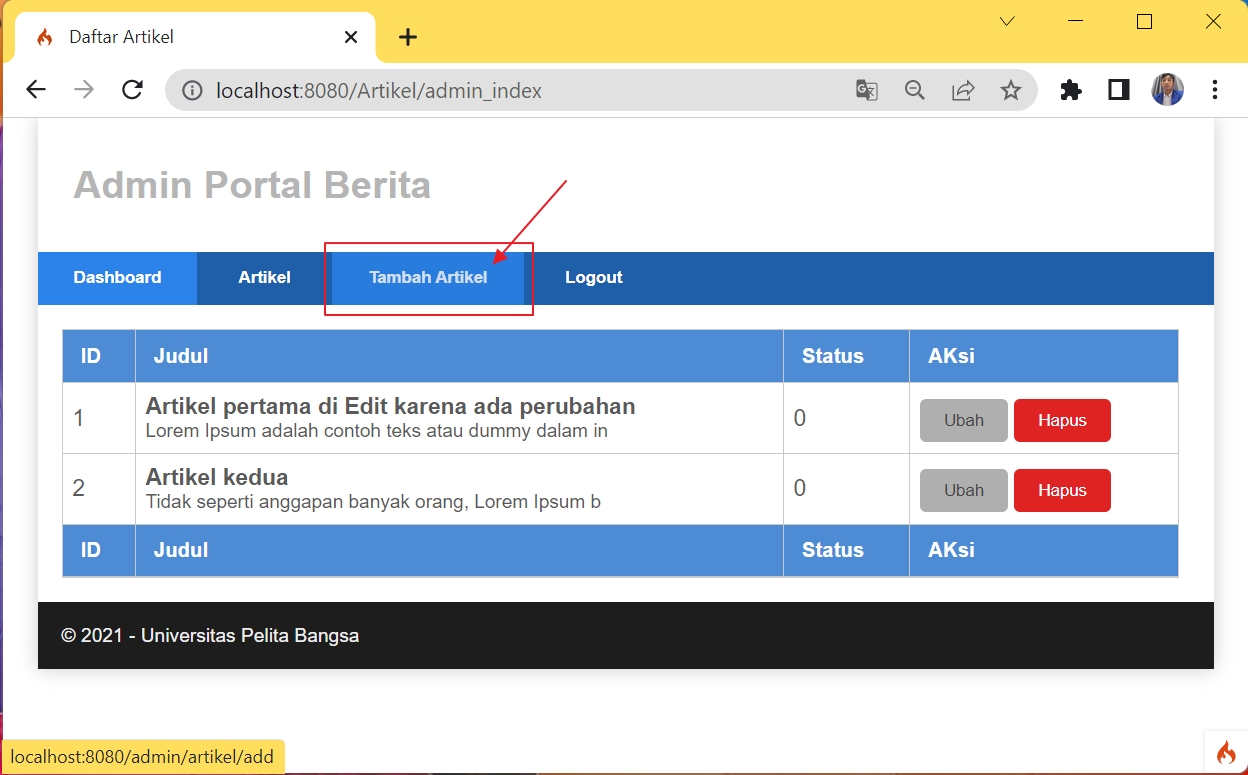 Daftar Artikel
localhost:8080/Artikel/admin_index
Admin Portal Berita
Dashboard Artikel Tambah Artikel Logout
ID Judul Status AKsi
1 Artikel pertama di Edit karena ada perubahan 0 Ubah Hapus
Lorem Ipsum adalah contoh teks atau dummy dalam in
2 Artikel kedua 0 Ubah Hapus
Tidak seperti anggapan banyak orang, Lorem Ipsum b
ID Judul Status AKsi
© 2021 - Universitas Pelita Bangsa
localhost:8080/admin/artikel/add